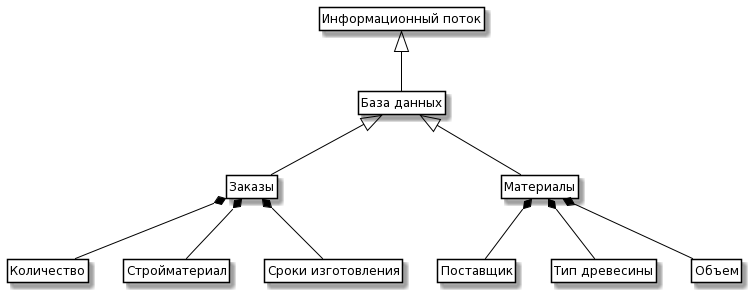 Информационный поток
База данных
Заказы
Материалы
Количество
Стройматериал
Сроки изготовления
Поставщик
Тип древесины
Объем